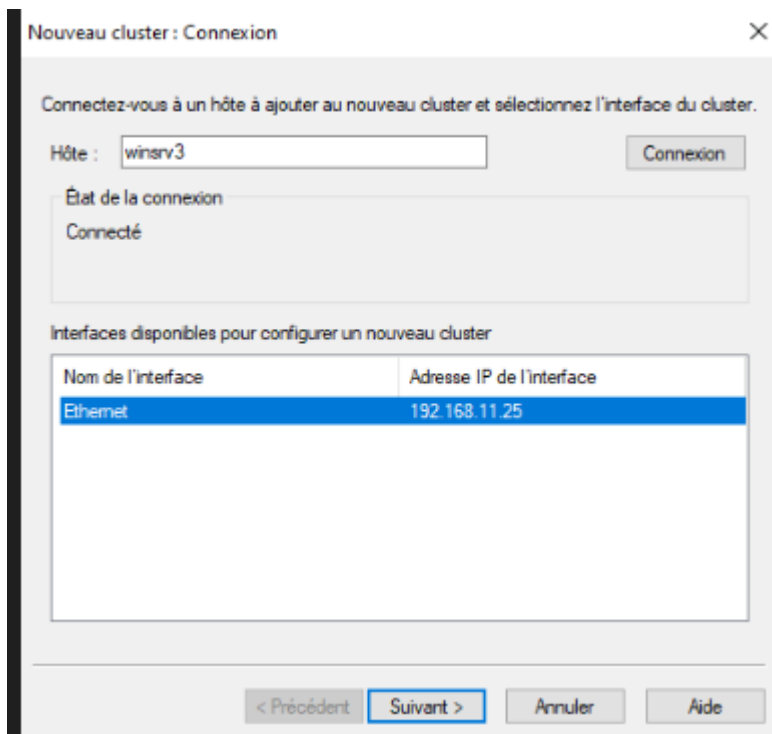 Nouveau cluster : Connexion
Connectez-vous à un hôte à ajouter au nouveau cluster et sélectionnez l'interface du cluster.
Hôte : winsrv3 Connexion
État de la connexion
Connecté
Interfaces disponibles pour configurer un nouveau cluster
Nom de l'interface Adresse IP de l'interface
Ethernet 192.168.11.25
< Précédent Suivant > Annuler Aide